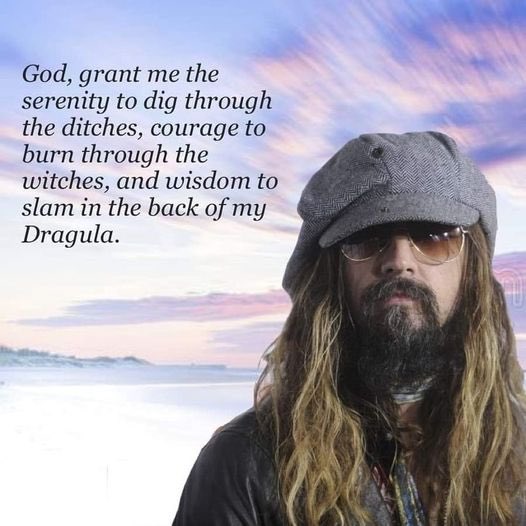 God, grant me the
serenity to dig through
the ditches, courage to
burn through the
witches, and wisdom to
slam in the back of my
Dragula.